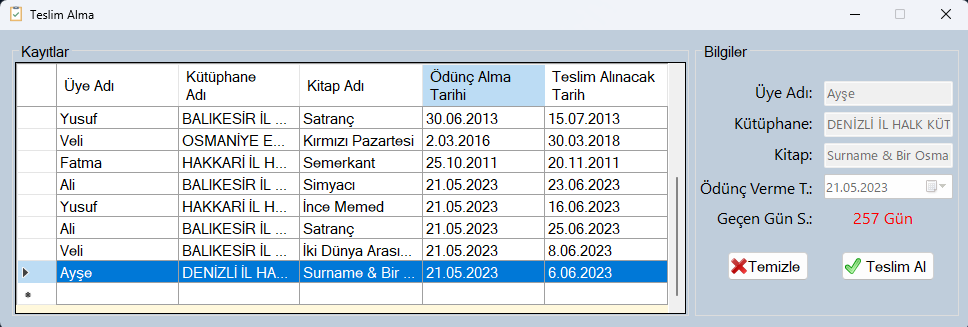 Teslim Alma
Kayıtlar
Üye Adı Kütüphane Adı Kitap Adı Ödünç Alma Tarihi Teslim Alınacak Tarih
Yusuf BALIKESİR İL ... Satranç 30.06.2013 15.07.2013
Veli OSMANİYE E... Kırmızı Pazartesi 2.03.2016 30.03.2018
Fatma HAKKARİ İL H... Semerkant 25.10.2011 20.11.2011
Ali BALIKESİR İL ... Simyacı 21.05.2023 23.06.2023
Yusuf HAKKARİ İL H... İnce Memed 21.05.2023 16.06.2023
Ali BALIKESİR İL ... Satranç 21.05.2023 25.06.2023
Veli BALIKESİR İL ... İki Dünya Arası... 21.05.2023 8.06.2023
Ayşe DENİZLİ İL HA... Surname & Bir ... 21.05.2023 6.06.2023
Bilgiler
Üye Adı: Ayşe
Kütüphane: DENİZLİ İL HALK KÜT
Kitap: Surname & Bir Osma
Ödünç Verme T.: 21.05.2023
Geçen Gün S.: 257 Gün
Temizle Teslim Al